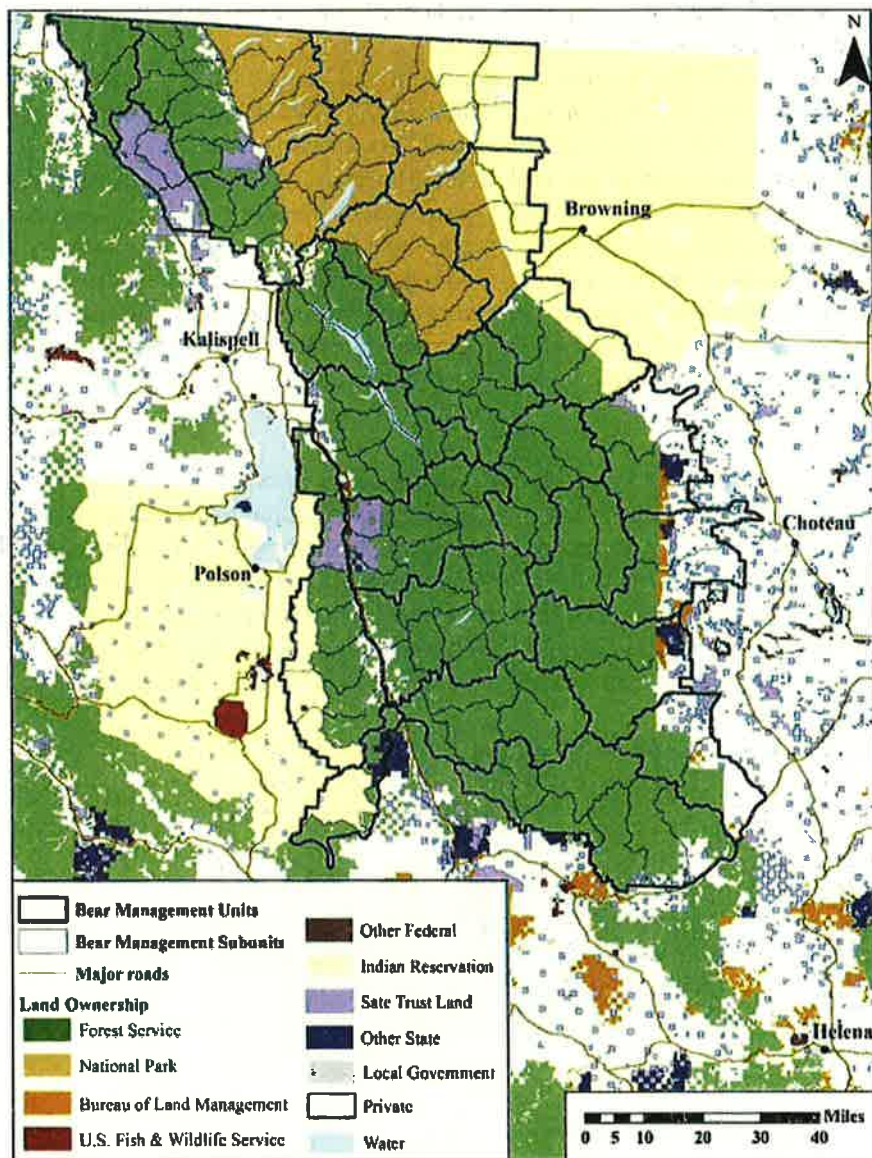 N
Browning
Kalispell
Choteau
Polson
Helena
Bear Management Units
Bear Management Subunits
Major roads
Land Ownership
Forest Service
National Park
Bureau of Land Management
U.S. Fish & Wildlife Service
Other Federal
Indian Reservation
Sate Trust Land
Other State
Local Government
Private
Water
Miles
0 5 10 20 30 40